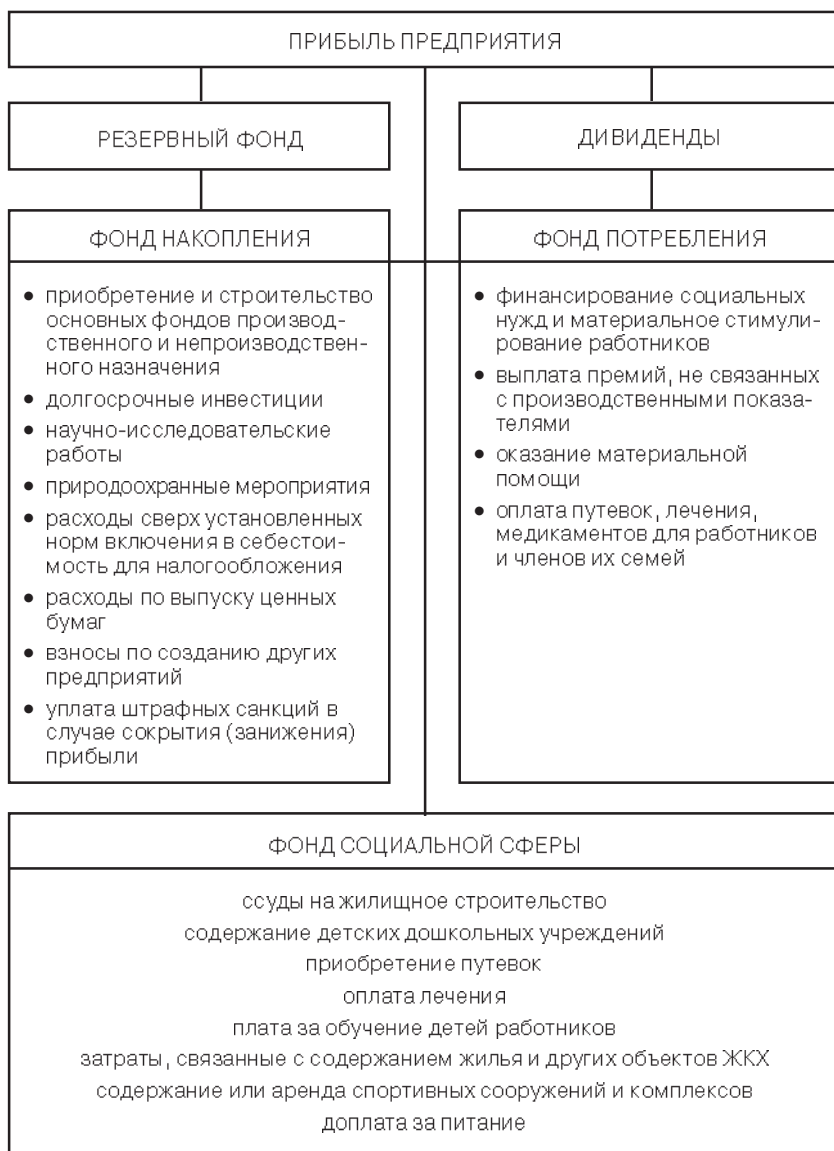 ПРИБЫЛЬ ПРЕДПРИЯТИЯ
РЕЗЕРВНЫЙ ФОНД
ДИВИДЕНДЫ
ФОНД НАКОПЛЕНИЯ
• приобретение и строительство
основных фондов производ-
ственного и непроизводствен-
ного назначения
• долгосрочные инвестиции
• научно-исследовательские
работы
• природоохранные мероприятия
• расходы сверх установленных
норм включения в себестои-
мость для налогообложения
• расходы по выпуску ценных
бумаг
• взносы по созданию других
предприятий
• уплата штрафных санкций в
случае сокрытия (занижения)
прибыли
ФОНД ПОТРЕБЛЕНИЯ
• финансирование социальных
нужд и материальное стимули-
рование работников
• выплата премий, не связанных
с производственными показа-
телями
• оказание материальной
помощи
• оплата путевок, лечения,
медикаментов для работников
и членов их семей
ФОНД СОЦИАЛЬНОЙ СФЕРЫ
ссуды на жилищное строительство
содержание детских дошкольных учреждений
приобретение путевок
оплата лечения
плата за обучение детей работников
затраты, связанные с содержанием жилья и других объектов ЖКХ
содержание или аренда спортивных сооружений и комплексов
доплата за питание